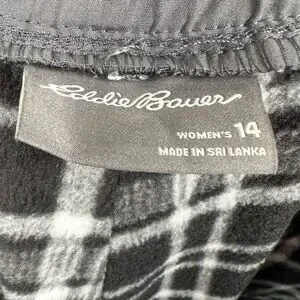 Eddie Bauer
WOMEN'S 14
MADE IN SRI LANKA